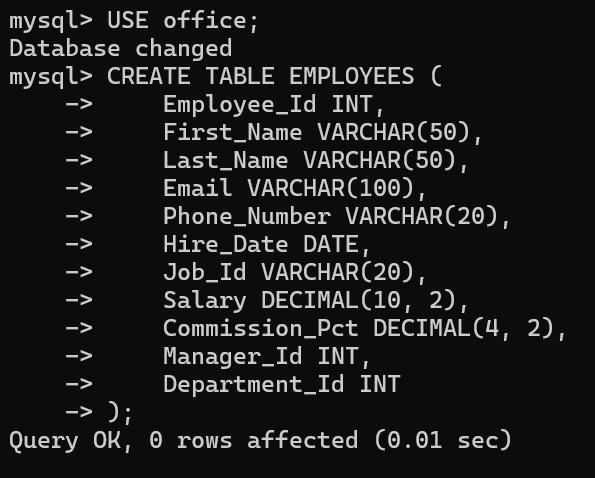 mysql> USE office;
Database changed
mysql> CREATE TABLE EMPLOYEES (
    ->     Employee_Id INT,
    ->     First_Name VARCHAR(50),
    ->     Last_Name VARCHAR(50),
    ->     Email VARCHAR(100),
    ->     Phone_Number VARCHAR(20),
    ->     Hire_Date DATE,
    ->     Job_Id VARCHAR(20),
    ->     Salary DECIMAL(10, 2),
    ->     Commission_Pct DECIMAL(4, 2),
    ->     Manager_Id INT,
    ->     Department_Id INT
    -> );
Query OK, 0 rows affected (0.01 sec)